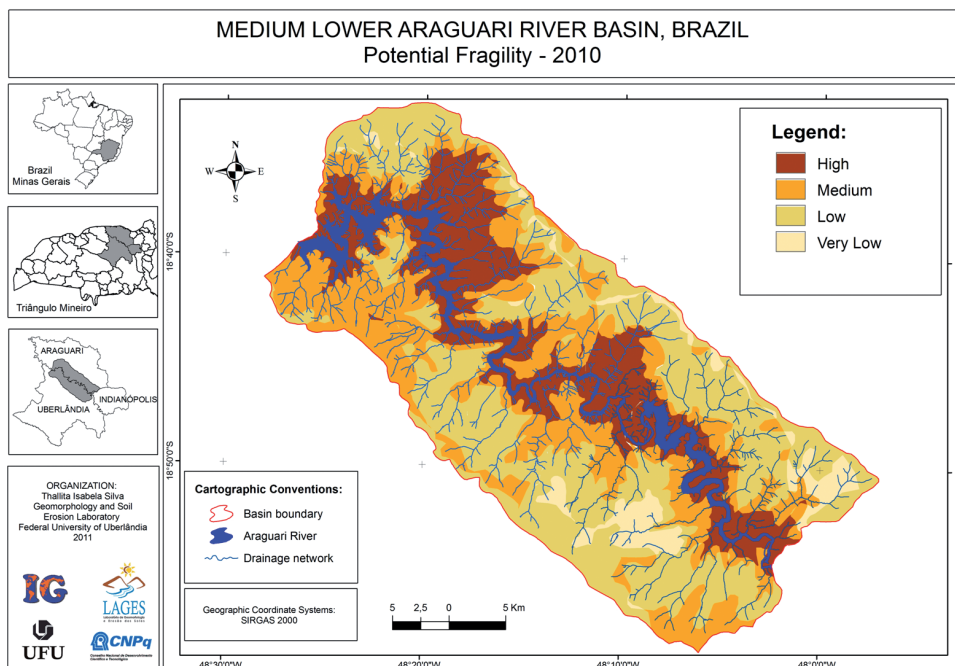 MEDIUM LOWER ARAGUARI RIVER BASIN, BRAZIL
Potential Fragility - 2010
Brazil
Minas Gerais
Triângulo Mineiro
ARAGUARI
INDIANÓPOLIS
UBERLÂNDIA
ORGANIZATION:
Thallita Isabela Silva
Geomorphology and Soil
Erosion Laboratory
Federal University of Uberlândia
2011
IG
LAGES
UFU
CNPq
N
W
E
S
Legend:
High
Medium
Low
Very Low
18°40'0"S
18°50'0"S
Cartographic Conventions:
Basin boundary
Araguari River
Drainage network
Geographic Coordinate Systems:
SIRGAS 2000
5 2,5 0 5 Km
48°30'0"W 48°20'0"W 48°10'0"W 48°0'0"W